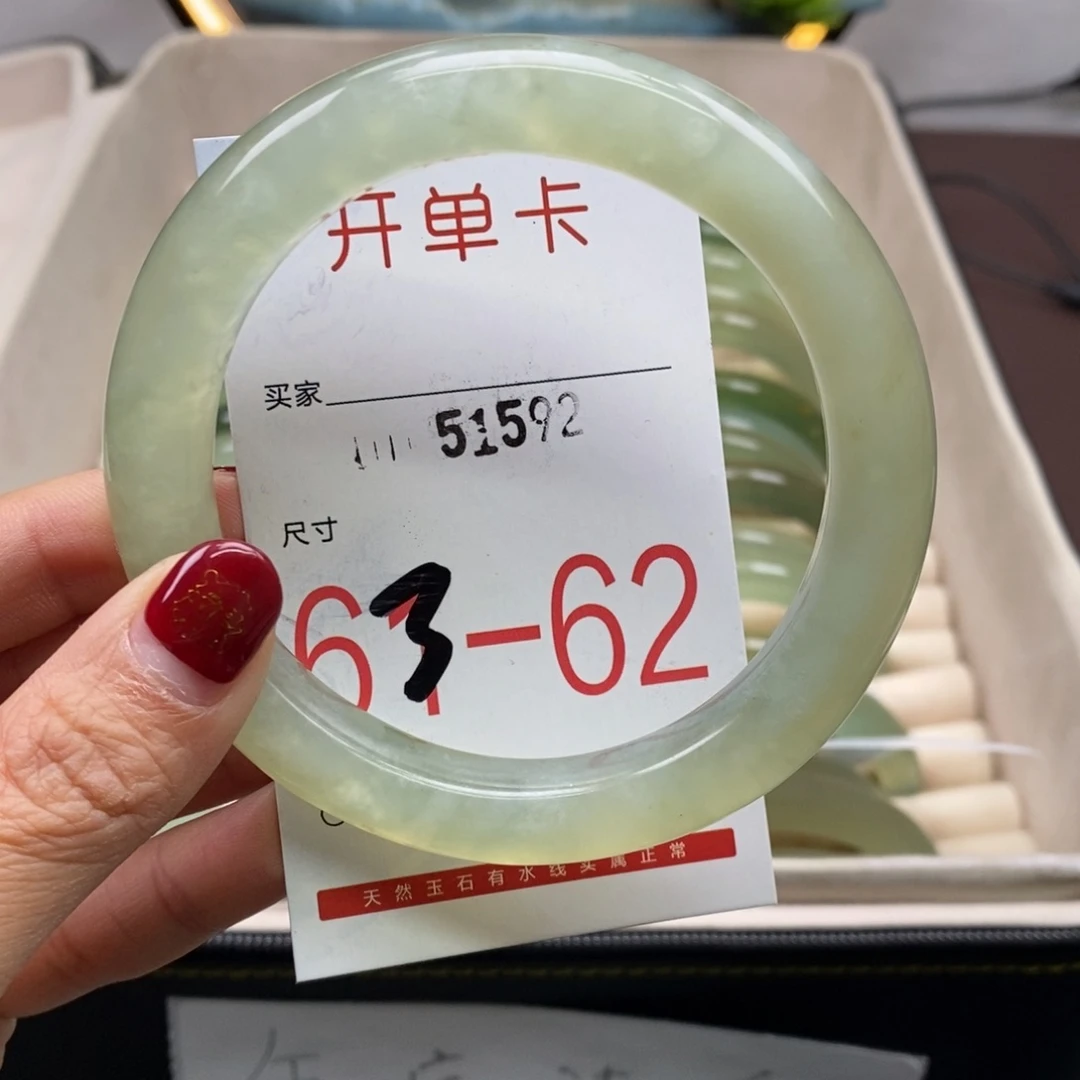 开单卡
买家
51592
尺寸
63-62
天然玉石有水线实属正常